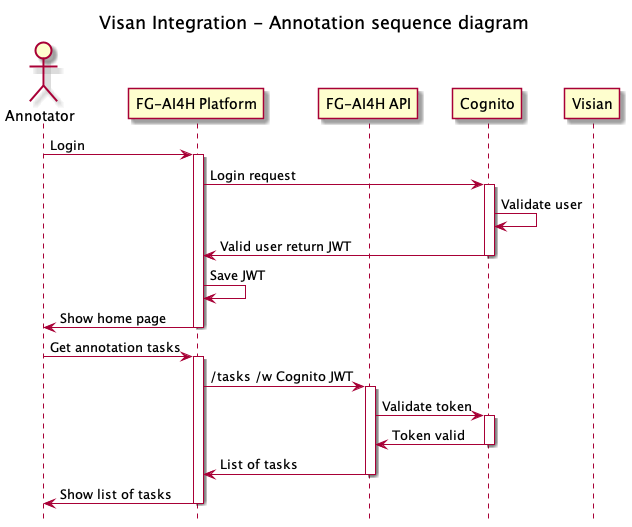 Visan Integration - Annotation sequence diagram
Annotator
FG-AI4H Platform
FG-AI4H API
Cognito
Visian
Login
Login request
Validate user
Valid user return JWT
Save JWT
Show home page
Get annotation tasks
/tasks /w Cognito JWT
Validate token
Token valid
List of tasks
Show list of tasks